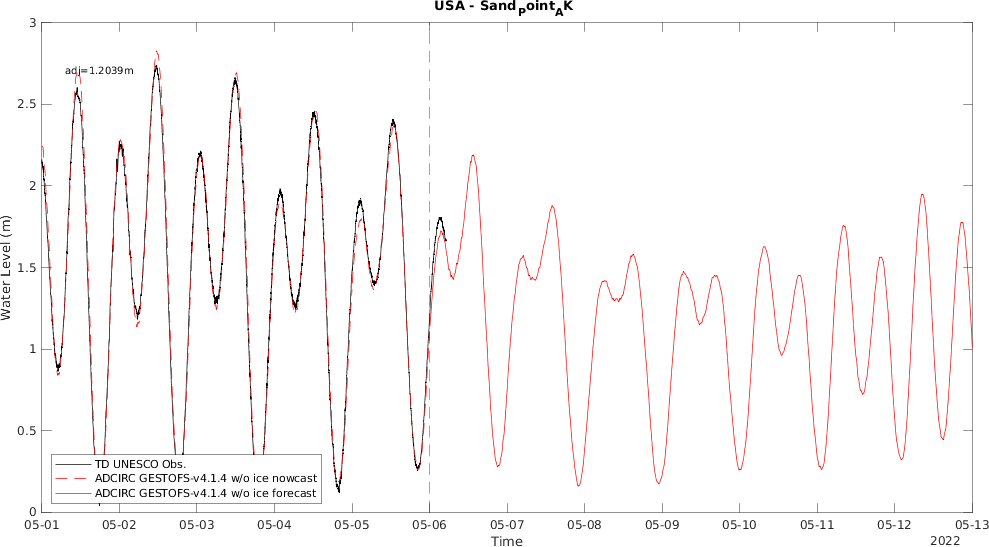 USA - Sand_Point_AK
adj=1.2039m
3
2.5
2
1.5
1
0.5
0
Water Level (m)
TD UNESCO Obs.
ADCIRC GESTOFS-v4.1.4 w/o ice nowcast
ADCIRC GESTOFS-v4.1.4 w/o ice forecast
05-01 05-02 05-03 05-04 05-05 05-06 05-07 05-08 05-09 05-10 05-11 05-12 05-13
Time
2022